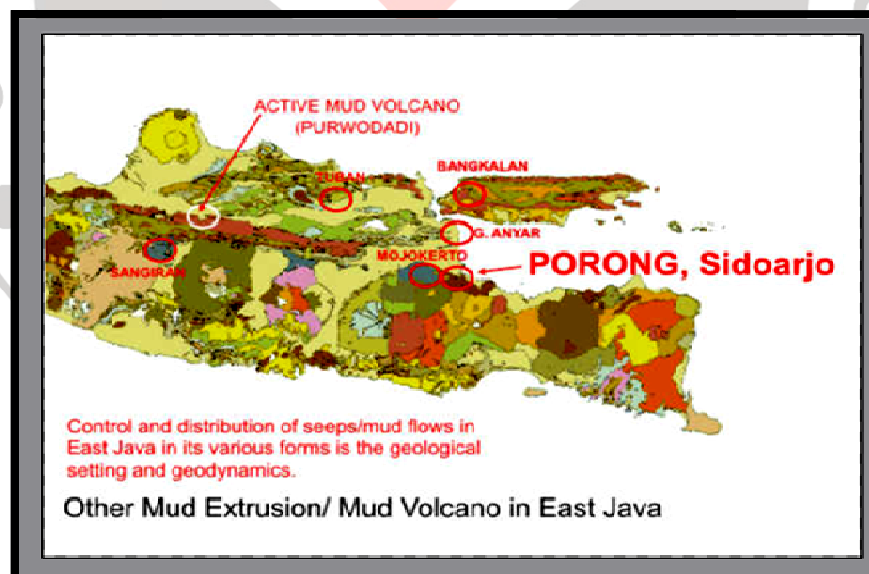 ACTIVE MUD VOLCANO
(PURWODADI)
TUBAN
BANGKALAN
G. ANYAR
SANGIRAN
MOJOKERTO
PORONG, Sidoarjo
Control and distribution of seeps/mud flows in
East Java in its various forms is the geological
setting and geodynamics.
Other Mud Extrusion/ Mud Volcano in East Java